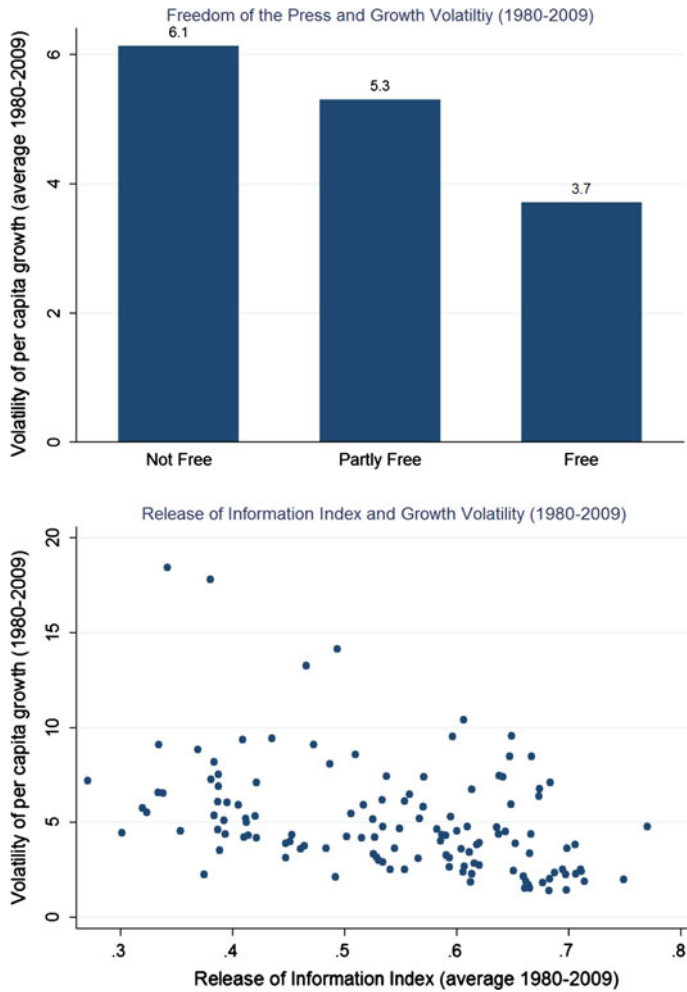 Freedom of the Press and Growth Volatiltiy (1980-2009)
Volatility of per capita growth (average 1980-2009)
6
4
2
0
6.1
5.3
3.7
Not Free
Partly Free
Free
Release of Information Index and Growth Volatility (1980-2009)
Volatility of per capita growth (1980-2009)
20
15
10
5
0
.3
.4
.5
.6
.7
.8
Release of Information Index (average 1980-2009)